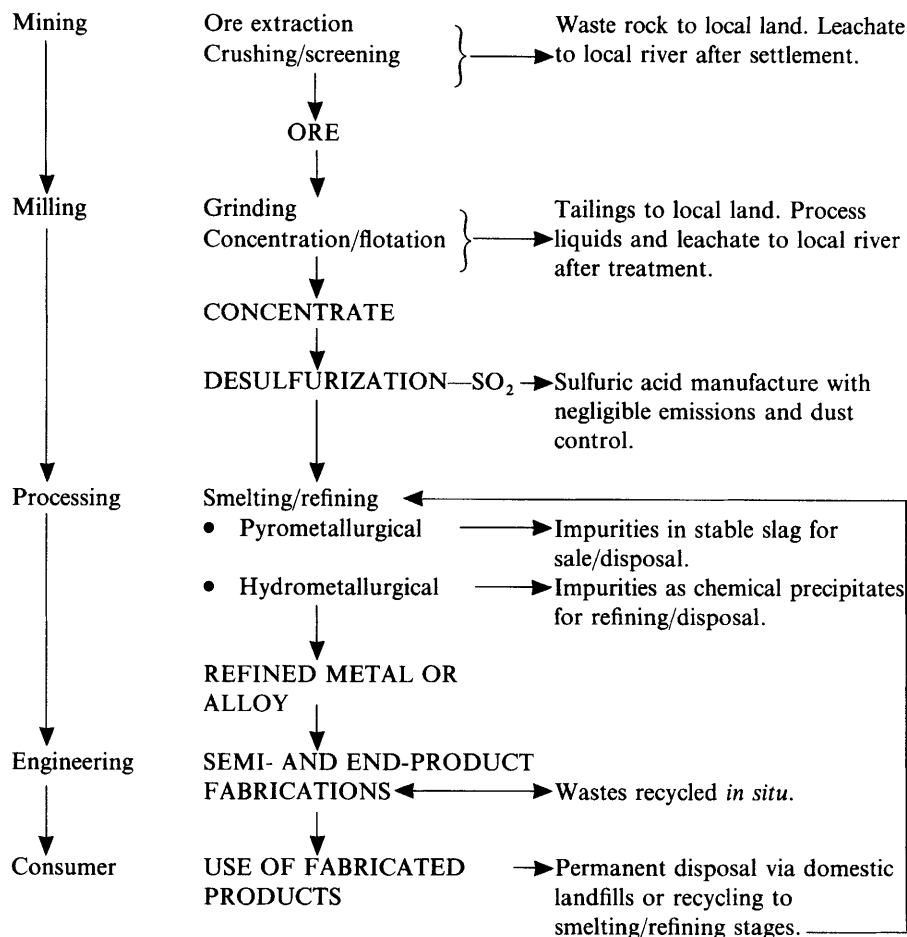 Mining
Ore extraction
Crushing/screening
Waste rock to local land. Leachate
to local river after settlement.
ORE
Milling
Grinding
Concentration/flotation
Tailings to local land. Process
liquids and leachate to local river
after treatment.
CONCENTRATE
DESULFURIZATION—SO₂
Sulfuric acid manufacture with
negligible emissions and dust
control.
Processing
Smelting/refining
• Pyrometallurgical
Impurities in stable slag for
sale/disposal.
• Hydrometallurgical
Impurities as chemical precipitates
for refining/disposal.
REFINED METAL OR
ALLOY
Engineering
SEMI- AND END-PRODUCT
FABRICATIONS
Wastes recycled in situ.
Consumer
USE OF FABRICATED
PRODUCTS
Permanent disposal via domestic
landfills or recycling to
smelting/refining stages.